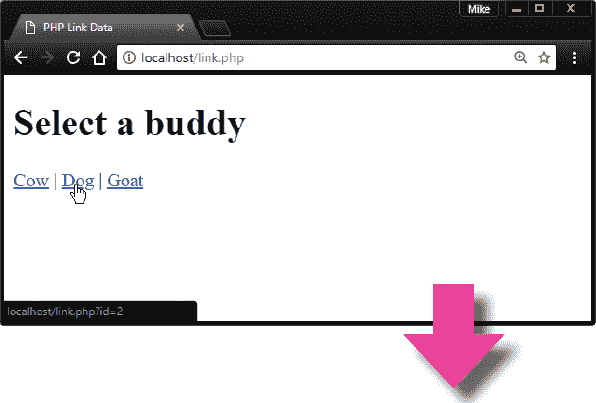 Mike
PHP Link Data
localhost/link.php
Select a buddy
Cow | Dog | Goat
localhost/link.php?id=2